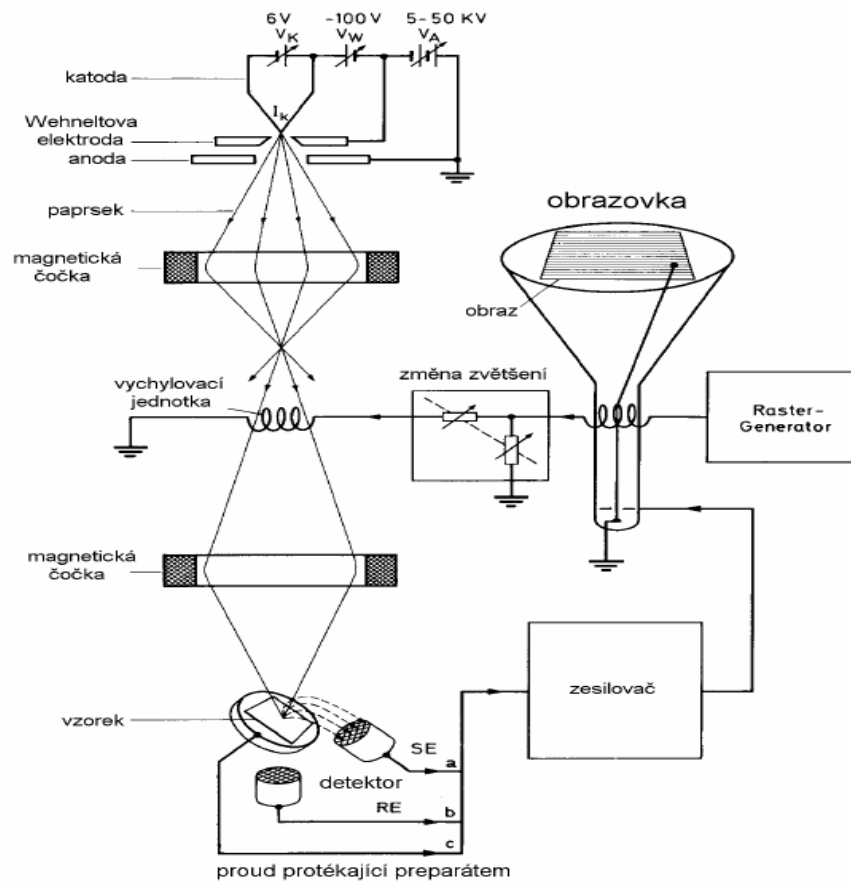 6V
-100V
5-50 KV
V_K
V_W
V_A
katoda
I_K
Wehneltova
elektroda
anoda
paprsek
obrazovka
magnetická
čočka
obraz
vychylovací
jednotka
změna zvětšení
Raster-
Generator
magnetická
čočka
zesilovač
vzorek
SE
a
detektor
RE
b
c
proud protékající preparátem